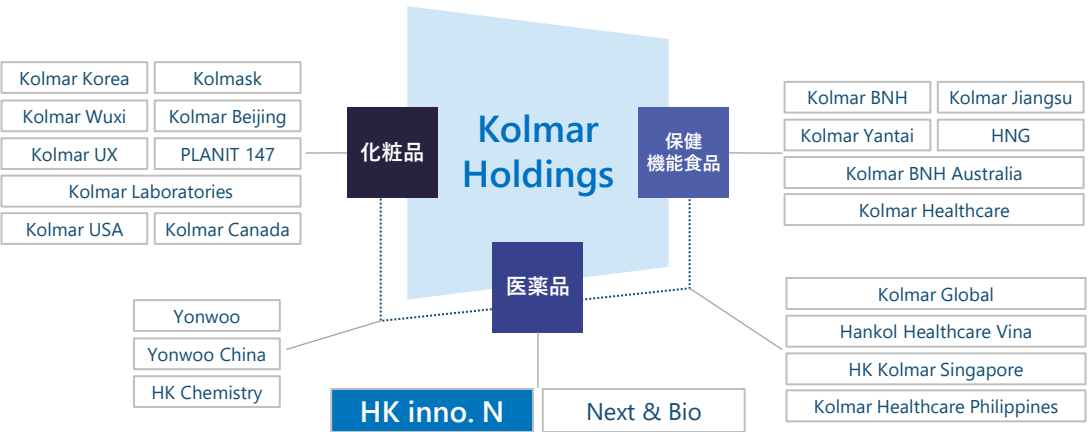 Kolmar
Holdings
化粧品
Kolmar Korea
Kolmask
Kolmar Wuxi
Kolmar Beijing
Kolmar UX
PLANIT 147
Kolmar Laboratories
Kolmar USA
Kolmar Canada
保健
機能食品
Kolmar BNH
Kolmar Jiangsu
Kolmar Yantai
HNG
Kolmar BNH Australia
Kolmar Healthcare
医薬品
HK inno. N
Next & Bio
Yonwoo
Yonwoo China
HK Chemistry
Kolmar Global
Hankol Healthcare Vina
HK Kolmar Singapore
Kolmar Healthcare Philippines